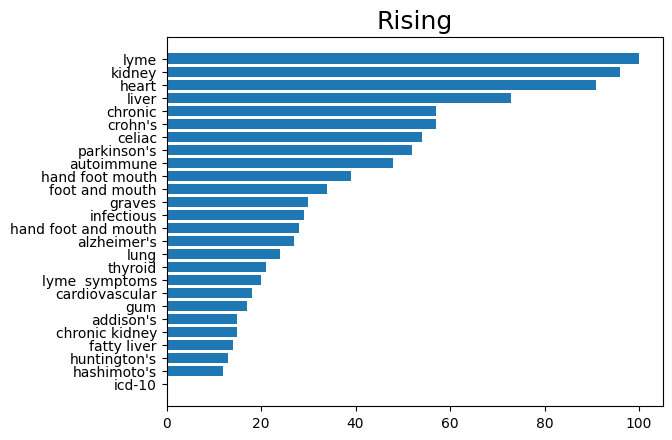 Rising
lyme
kidney
heart
liver
chronic
crohn's
celiac
parkinson's
autoimmune
hand foot mouth
foot and mouth
graves
infectious
hand foot and mouth
alzheimer's
lung
thyroid
lyme  symptoms
cardiovascular
gum
addison's
chronic kidney
fatty liver
huntington's
hashimoto's
icd-10
0 20 40 60 80 100